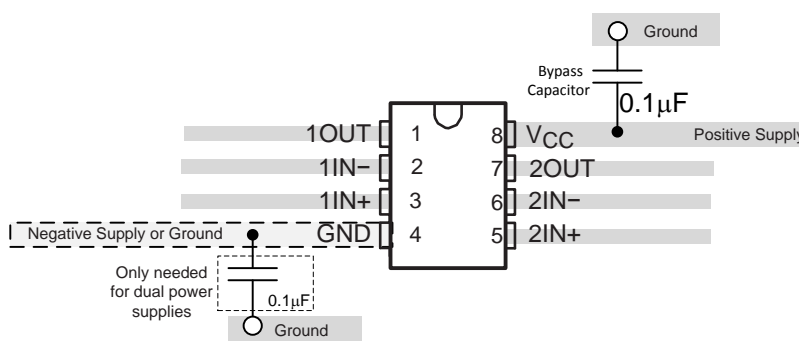 Ground
Bypass
Capacitor
0.1µF
1OUT 1 8 VCC Positive Supply
1IN− 2 7 2OUT
1IN+ 3 6 2IN−
Negative Supply or Ground GND 4 5 2IN+
Only needed
for dual power
supplies
0.1µF
Ground